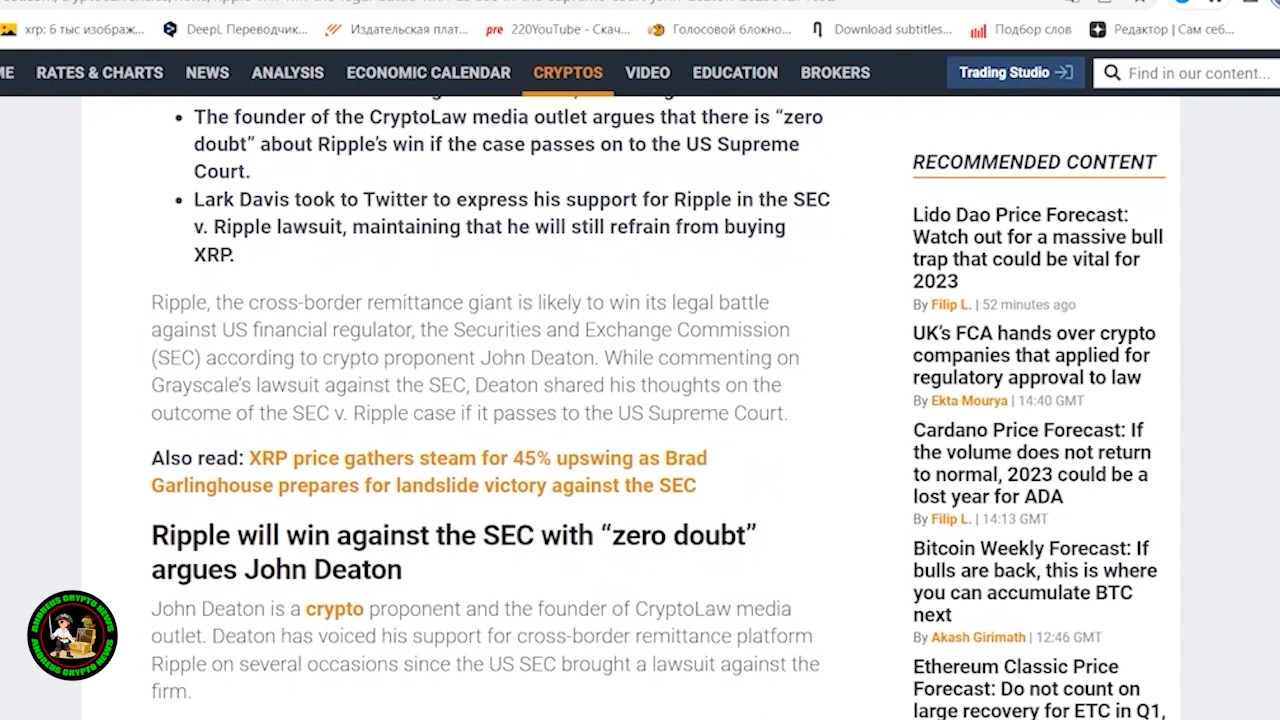 xrp: 6 тыс изображ...
DeepL Переводчик...
Издательская плат...
pre 220YouTube - Скач...
Голосовой блокно...
Download subtitles...
Подбор слов
Редактор | Сам себ...
ME RATES & CHARTS NEWS ANALYSIS ECONOMIC CALENDAR CRYPTOS VIDEO EDUCATION BROKERS
Trading Studio
Find in our content...
• The founder of the CryptoLaw media outlet argues that there is “zero
doubt” about Ripple’s win if the case passes on to the US Supreme
Court.
• Lark Davis took to Twitter to express his support for Ripple in the SEC
v. Ripple lawsuit, maintaining that he will still refrain from buying
XRP.
Ripple, the cross-border remittance giant is likely to win its legal battle
against US financial regulator, the Securities and Exchange Commission
(SEC) according to crypto proponent John Deaton. While commenting on
Grayscale’s lawsuit against the SEC, Deaton shared his thoughts on the
outcome of the SEC v. Ripple case if it passes to the US Supreme Court.
Also read: XRP price gathers steam for 45% upswing as Brad
Garlinghouse prepares for landslide victory against the SEC
Ripple will win against the SEC with “zero doubt”
argues John Deaton
John Deaton is a crypto proponent and the founder of CryptoLaw media
outlet. Deaton has voiced his support for cross-border remittance platform
Ripple on several occasions since the US SEC brought a lawsuit against the
firm.
RECOMMENDED CONTENT
Lido Dao Price Forecast:
Watch out for a massive bull
trap that could be vital for
2023
By Filip L. | 52 minutes ago
UK’s FCA hands over crypto
companies that applied for
regulatory approval to law
By Ekta Mourya | 14:40 GMT
Cardano Price Forecast: If
the volume does not return
to normal, 2023 could be a
lost year for ADA
By Filip L. | 14:13 GMT
Bitcoin Weekly Forecast: If
bulls are back, this is where
you can accumulate BTC
next
By Akash Girimath | 12:46 GMT
Ethereum Classic Price
Forecast: Do not count on
large recovery for ETC in Q1,
ANDREUS CRYPTO NEWS
ANDREUS CRYPTO NEWS